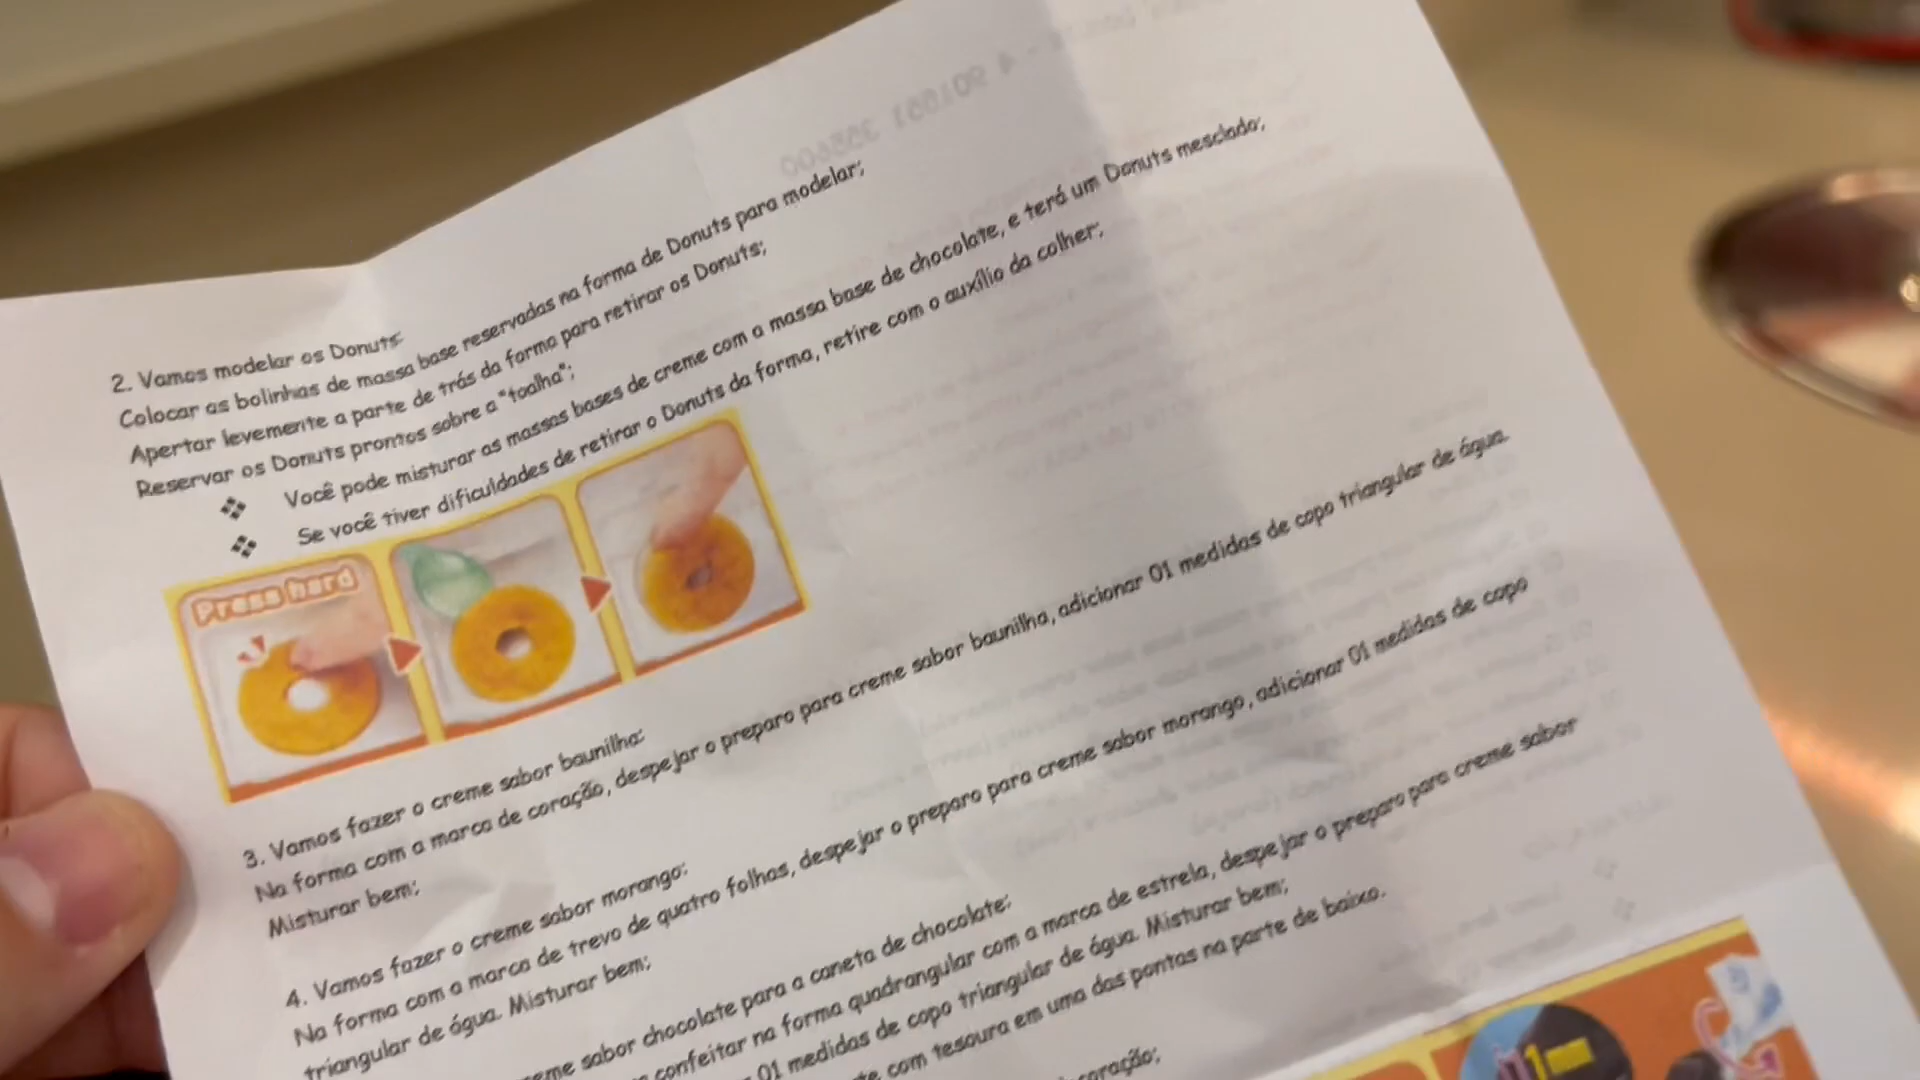 2. Vamos modelar os Donuts:
Colocar as bolinhas de massa base reservadas na forma de Donuts para modelar;
Apertar levemente a parte de trás da forma para retirar os Donuts;
Reservar os Donuts prontos sobre a "toalha";
Você pode misturar as massas bases de creme com a massa base de chocolate, e terá um Donuts mesclado;
Se você tiver dificuldades de retirar o Donuts da forma, retire com o auxílio da colher;
Press hard
3. Vamos fazer o creme sabor baunilha:
Na forma com a marca de coração, despejar o preparo para creme sabor baunilha, adicionar 01 medidas de copo triangular de água.
Misturar bem;
4. Vamos fazer o creme sabor morango:
Na forma com a marca de trevo de quatro folhas, despejar o preparo para creme sabor morango, adicionar 01 medidas de copo
triangular de água. Misturar bem;
sabor chocolate para a caneta de chocolate:
confeitar na forma quadrangular com a marca de estrela, despejar o preparo para creme sabor
01 medidas de copo triangular de água. Misturar bem;
com tesoura em uma das pontas na parte de baixo.
coração;